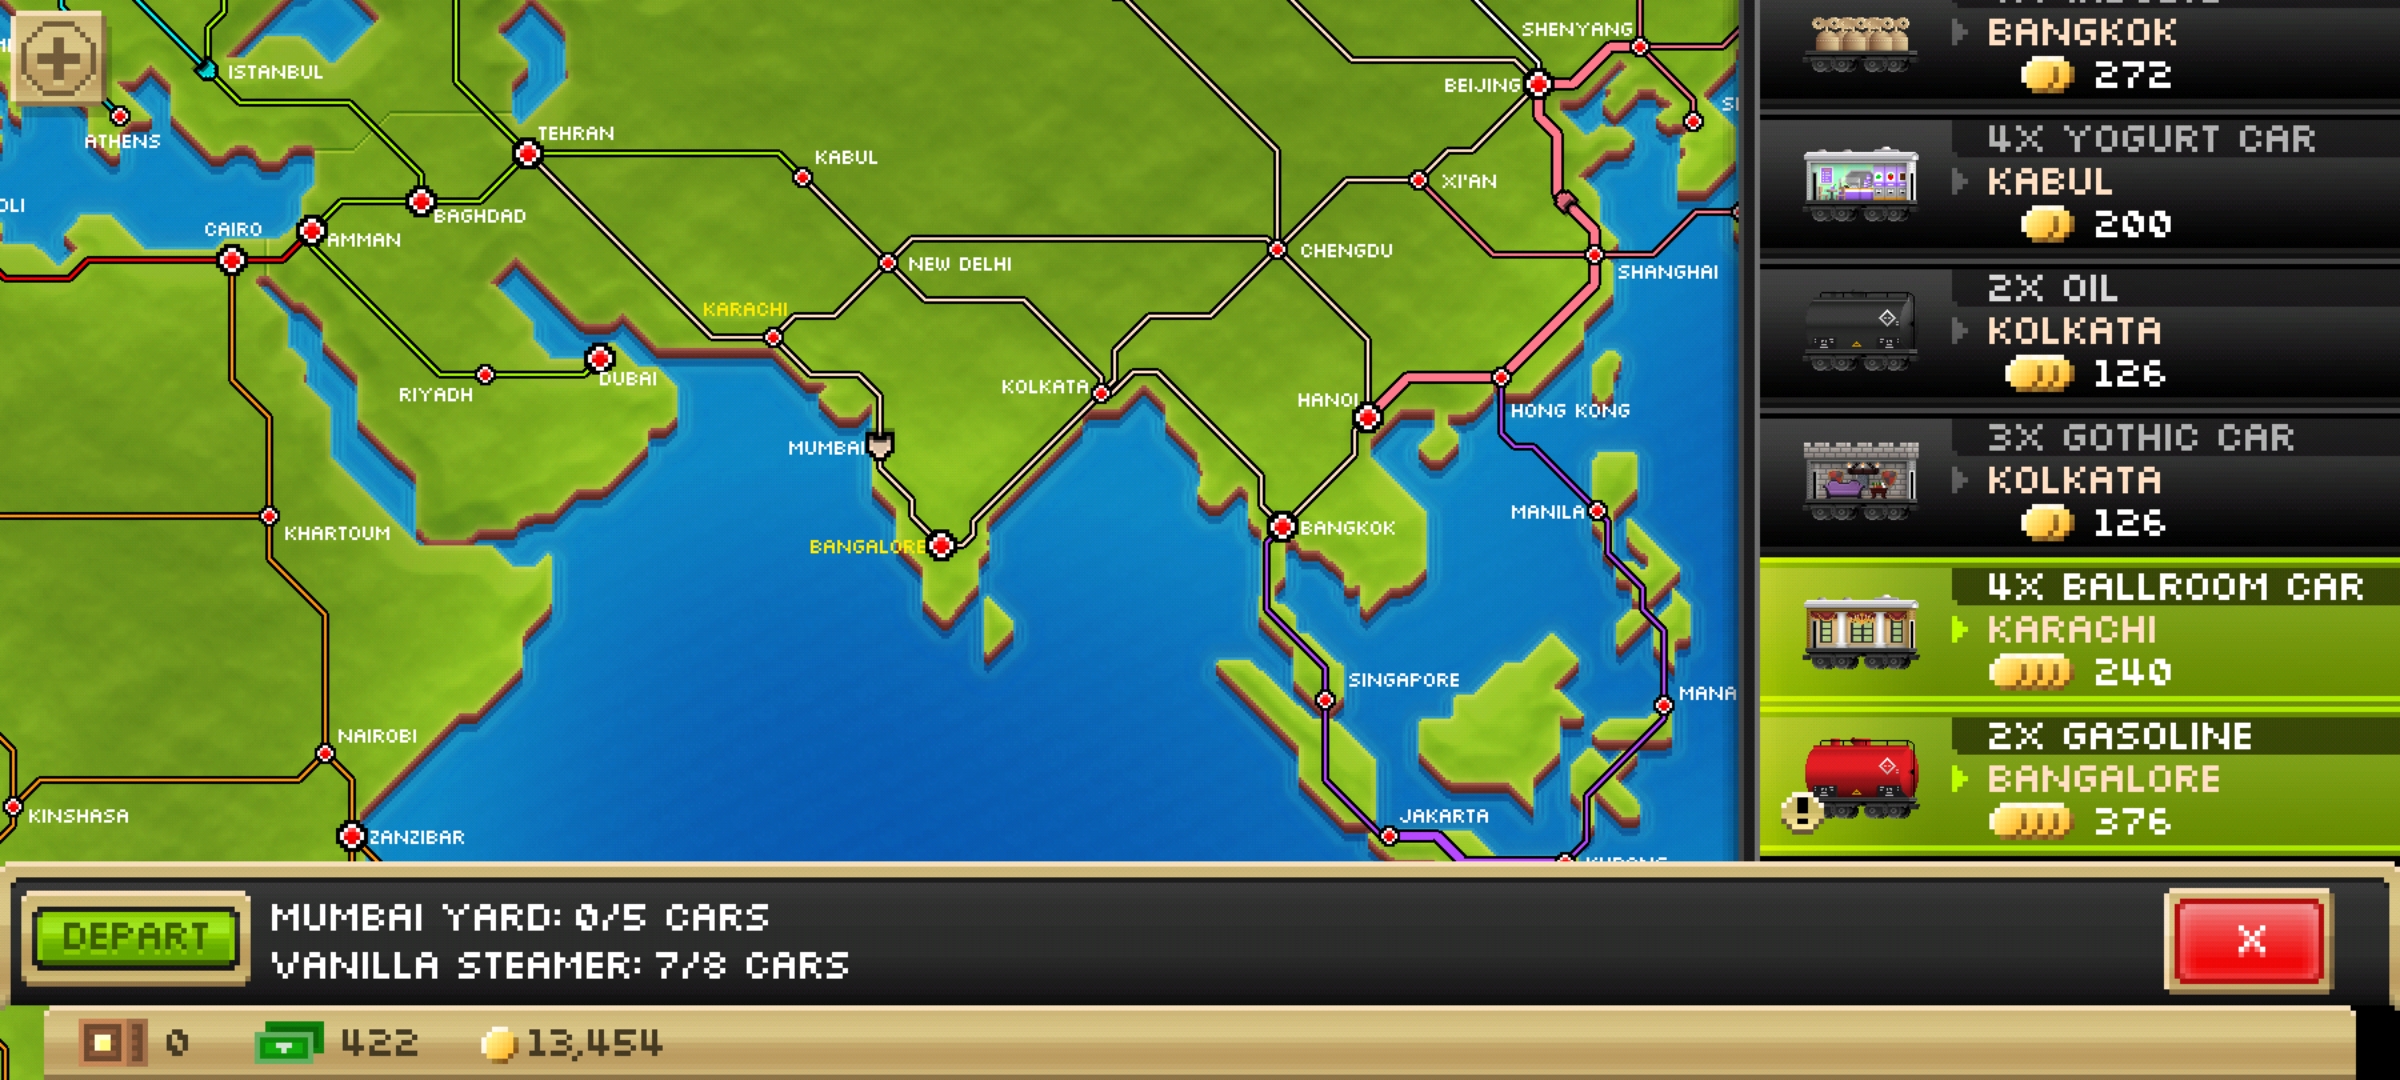 ISTANBUL
ATHENS
TEHRAN
KABUL
BAGHDAD
CAIRO
AMMAN
NEW DELHI
KARACHI
RIYADH
DUBAI
KOLKATA
MUMBAI
BANGALORE
KHARTOUM
NAIROBI
KINSHASA
ZANZIBAR
SHENYANG
BEIJING
XI'AN
CHENGDU
SHANGHAI
HANOI
HONG KONG
MANILA
BANGKOK
SINGAPORE
MANA
JAKARTA
BANGKOK
272
4X YOGURT CAR
KABUL
200
2X OIL
KOLKATA
126
3X GOTHIC CAR
KOLKATA
126
4X BALLROOM CAR
KARACHI
240
2X GASOLINE
BANGALORE
376
DEPART
MUMBAI YARD: 0/5 CARS
VANILLA STEAMER: 7/8 CARS
X
0
422
13,454